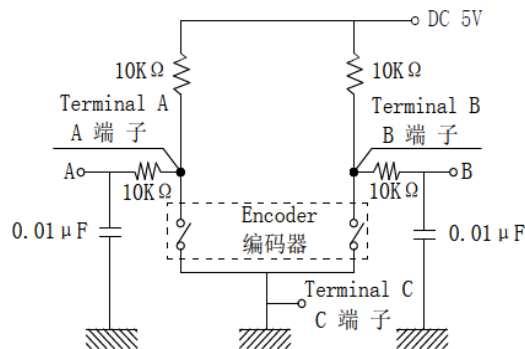 DC 5V
10KΩ
10KΩ
Terminal A
A 端 子
Terminal B
B 端 子
A
10KΩ
10KΩ
B
0.01μF
Encoder
编码器
0.01μF
Terminal C
C 端 子